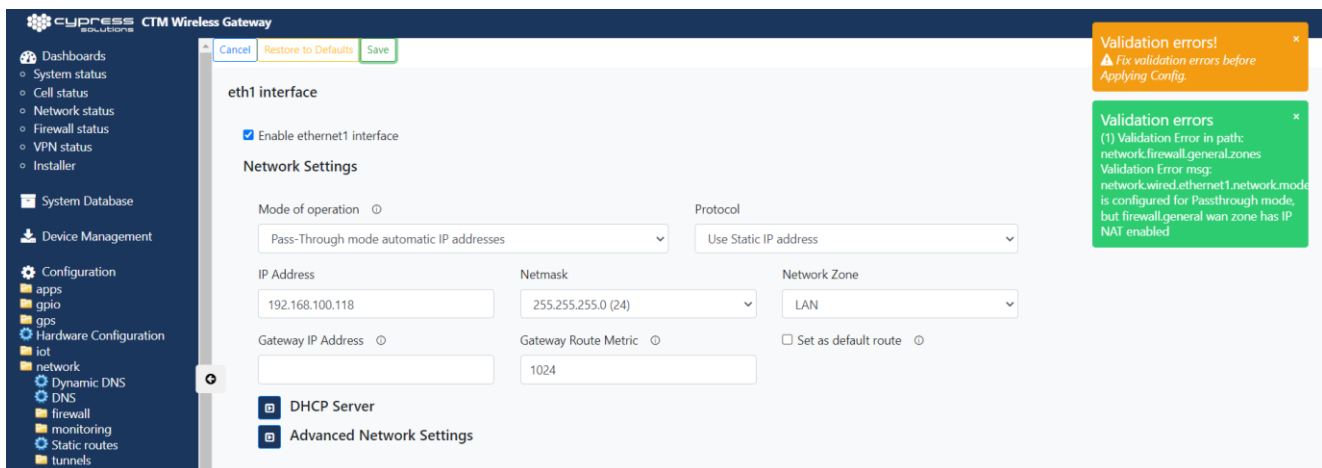 CYPRESS SOLUTIONS CTM Wireless Gateway
Dashboards
System status
Cell status
Network status
Firewall status
VPN status
Installer
System Database
Device Management
Configuration
apps
gpio
gps
Hardware Configuration
iot
network
Dynamic DNS
DNS
firewall
monitoring
Static routes
tunnels
Cancel Restore to Defaults Save
eth1 interface
Enable ethernet1 interface
Network Settings
Mode of operation Protocol
Pass-Through mode automatic IP addresses Use Static IP address
IP Address Netmask Network Zone
192.168.100.118 255.255.255.0 (24) LAN
Gateway IP Address Gateway Route Metric Set as default route
1024
DHCP Server
Advanced Network Settings
Validation errors! ×
Fix validation errors before
Applying Config.
Validation errors ×
(1) Validation Error in path:
network.firewall.general.zones
Validation Error msg:
network.wired.ethernet1.network.mode
is configured for Passthrough mode,
but firewall.general wan zone has IP
NAT enabled